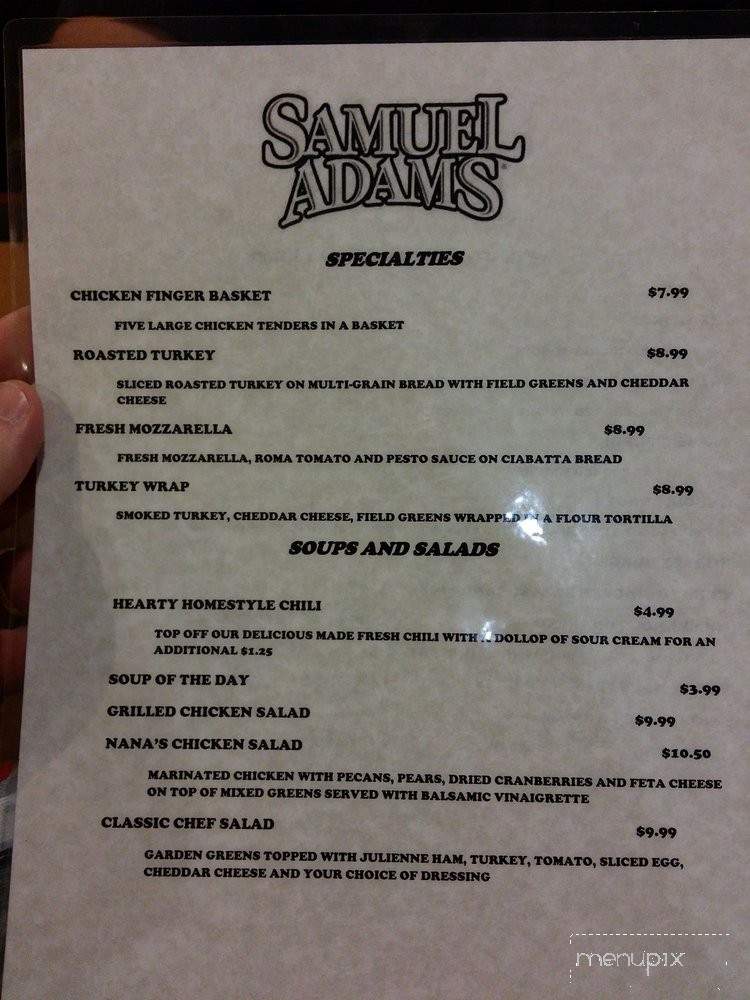 SAMUEL
ADAMS®
SPECIALTIES
CHICKEN FINGER BASKET $7.99
FIVE LARGE CHICKEN TENDERS IN A BASKET
ROASTED TURKEY $8.99
SLICED ROASTED TURKEY ON MULTI-GRAIN BREAD WITH FIELD GREENS AND CHEDDAR
CHEESE
FRESH MOZZARELLA $8.99
FRESH MOZZARELLA, ROMA TOMATO AND PESTO SAUCE ON CIABATTA BREAD
TURKEY WRAP $8.99
SMOKED TURKEY, CHEDDAR CHEESE, FIELD GREENS WRAPPED IN A FLOUR TORTILLA
SOUPS AND SALADS
HEARTY HOMESTYLE CHILI $4.99
TOP OFF OUR DELICIOUS MADE FRESH CHILI WITH A DOLLOP OF SOUR CREAM FOR AN
ADDITIONAL $1.25
SOUP OF THE DAY $3.99
GRILLED CHICKEN SALAD $9.99
NANA'S CHICKEN SALAD $10.50
MARINATED CHICKEN WITH PECANS, PEARS, DRIED CRANBERRIES AND FETA CHEESE
ON TOP OF MIXED GREENS SERVED WITH BALSAMIC VINAIGRETTE
CLASSIC CHEF SALAD $9.99
GARDEN GREENS TOPPED WITH JULIENNE HAM, TURKEY, TOMATO, SLICED EGG,
CHEDDAR CHEESE AND YOUR CHOICE OF DRESSING
menupix